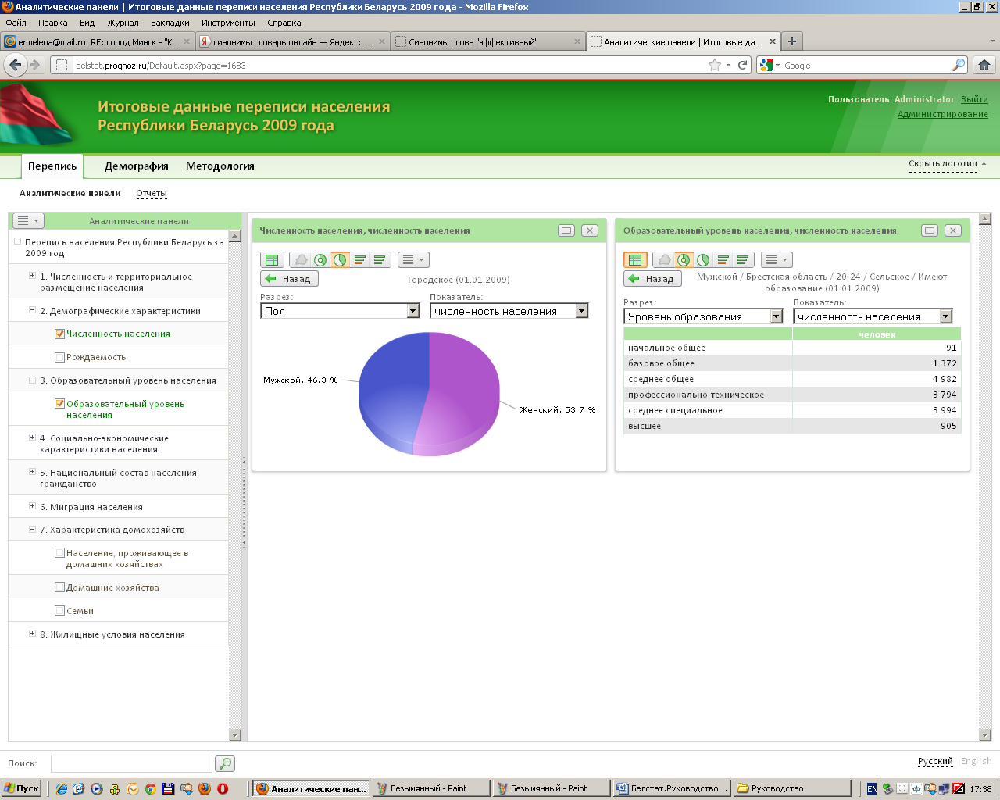 Аналитические панели | Итоговые данные переписи населения Республики Беларусь 2009 года - Mozilla Firefox
Файл Правка Вид Журнал Закладки Инструменты Справка
ermelena@mail.ru: RE: город Минск - "К...
синонимы словарь онлайн — Яндекс: ...
Синонимы слова "эффективный"
Аналитические панели | Итоговые да...
belstat.prognoz.ru/Default.aspx?page=1683
Google
Итоговые данные переписи населения
Республики Беларусь 2009 года
Пользователь: Administrator Выйти
Администрирование
Перепись Демография Методология
Скрыть логотип
Аналитические панели Отчеты
Аналитические панели
Перепись населения Республики Беларусь за
2009 год
1. Численность и территориальное
размещение населения
2. Демографические характеристики
Численность населения
Рождаемость
3. Образовательный уровень населения
Образовательный уровень
населения
4. Социально-экономические
характеристики населения
5. Национальный состав населения,
гражданство
6. Миграция населения
7. Характеристика домохозяйств
Население, проживающее в
домашних хозяйствах
Домашние хозяйства
Семьи
8. Жилищные условия населения
Численность населения, численность населения
Назад
Городское (01.01.2009)
Разрез: Показатель:
Пол численность населения
Мужской, 46.3 %
Женский, 53.7 %
Образовательный уровень населения, численность населения
Назад
Мужской / Брестская область / 20-24 / Сельское / Имеют
образование (01.01.2009)
Разрез: Показатель:
Уровень образования численность населения
человек
начальное общее 91
базовое общее 1 372
среднее общее 4 982
профессионально-техническое 3 794
среднее специальное 3 994
высшее 905
Поиск:
Русский English
Пуск
Аналитические пан...
Безымянный - Paint
Безымянный - Paint
Белстат.Руководство...
Руководство
EN
17:38